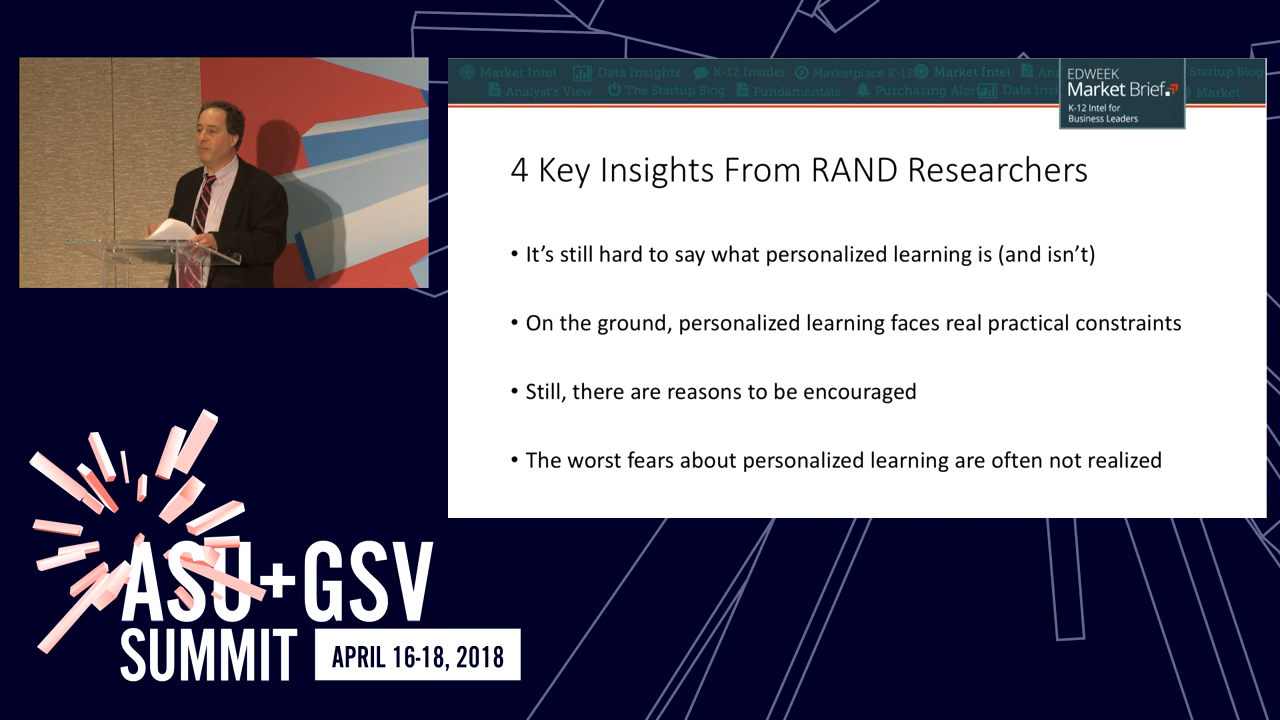 Market Intel Data Insights K-12 Insider Marketplace K-12 Market Intel Startup Blog
Analyst's View The Startup Blog Fundamentals Purchasing Market
EDWEEK
Market Brief
K-12 Intel for
Business Leaders
4 Key Insights From RAND Researchers
• It's still hard to say what personalized learning is (and isn't)
• On the ground, personalized learning faces real practical constraints
• Still, there are reasons to be encouraged
• The worst fears about personalized learning are often not realized
ASU+GSV
SUMMIT
APRIL 16-18, 2018